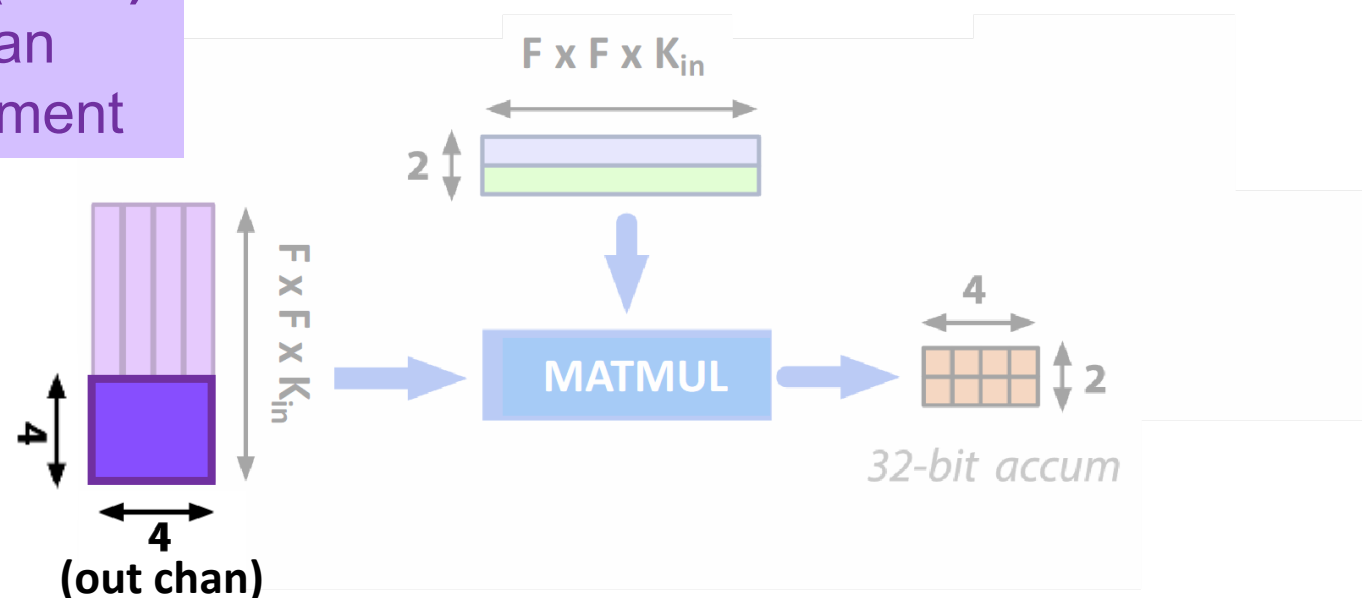 an
ment
F x F x Kin
2
F x F x Kin
4
MATMUL
4
2
32-bit accum
4
(out chan)